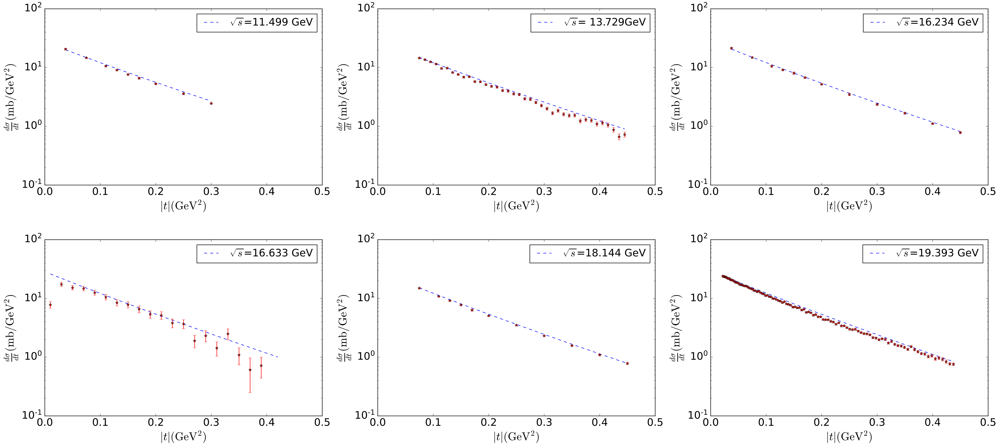 10^2
10^1
10^0
10^-1
dσ/dt (mb/GeV^2)
√s=11.499 GeV
0.0 0.1 0.2 0.3 0.4 0.5
|t|(GeV^2)
10^2
10^1
10^0
10^-1
dσ/dt (mb/GeV^2)
√s= 13.729GeV
0.0 0.1 0.2 0.3 0.4 0.5
|t|(GeV^2)
10^2
10^1
10^0
10^-1
dσ/dt (mb/GeV^2)
√s=16.234 GeV
0.0 0.1 0.2 0.3 0.4 0.5
|t|(GeV^2)
10^2
10^1
10^0
10^-1
dσ/dt (mb/GeV^2)
√s=16.633 GeV
0.0 0.1 0.2 0.3 0.4 0.5
|t|(GeV^2)
10^2
10^1
10^0
10^-1
dσ/dt (mb/GeV^2)
√s=18.144 GeV
0.0 0.1 0.2 0.3 0.4 0.5
|t|(GeV^2)
10^2
10^1
10^0
10^-1
dσ/dt (mb/GeV^2)
√s=19.393 GeV
0.0 0.1 0.2 0.3 0.4 0.5
|t|(GeV^2)